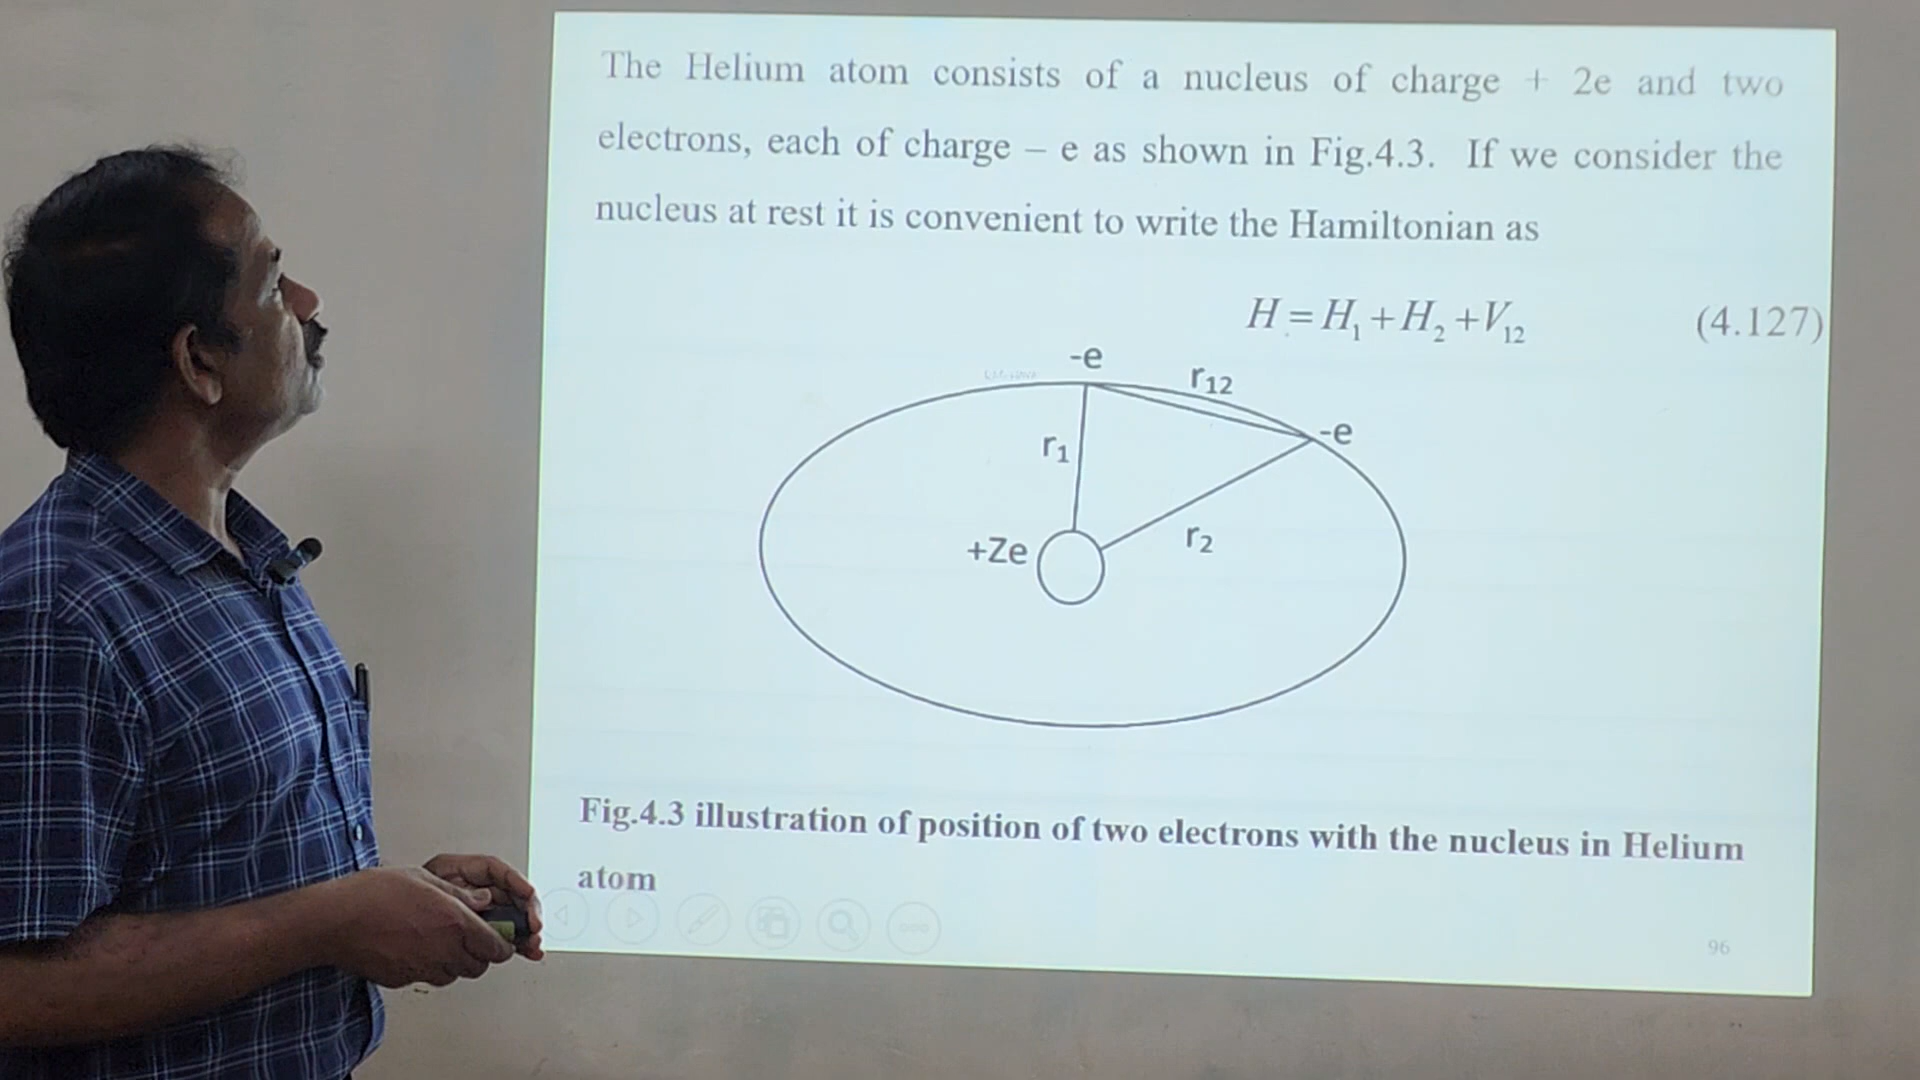 The Helium atom consists of a nucleus of charge + 2e and two
electrons, each of charge – e as shown in Fig.4.3. If we consider the
nucleus at rest it is convenient to write the Hamiltonian as
H = H₁ + H₂ + V₁₂ (4.127)
-e
r₁₂
-e
r₁
r₂
+Ze
Fig.4.3 illustration of position of two electrons with the nucleus in Helium
atom
96